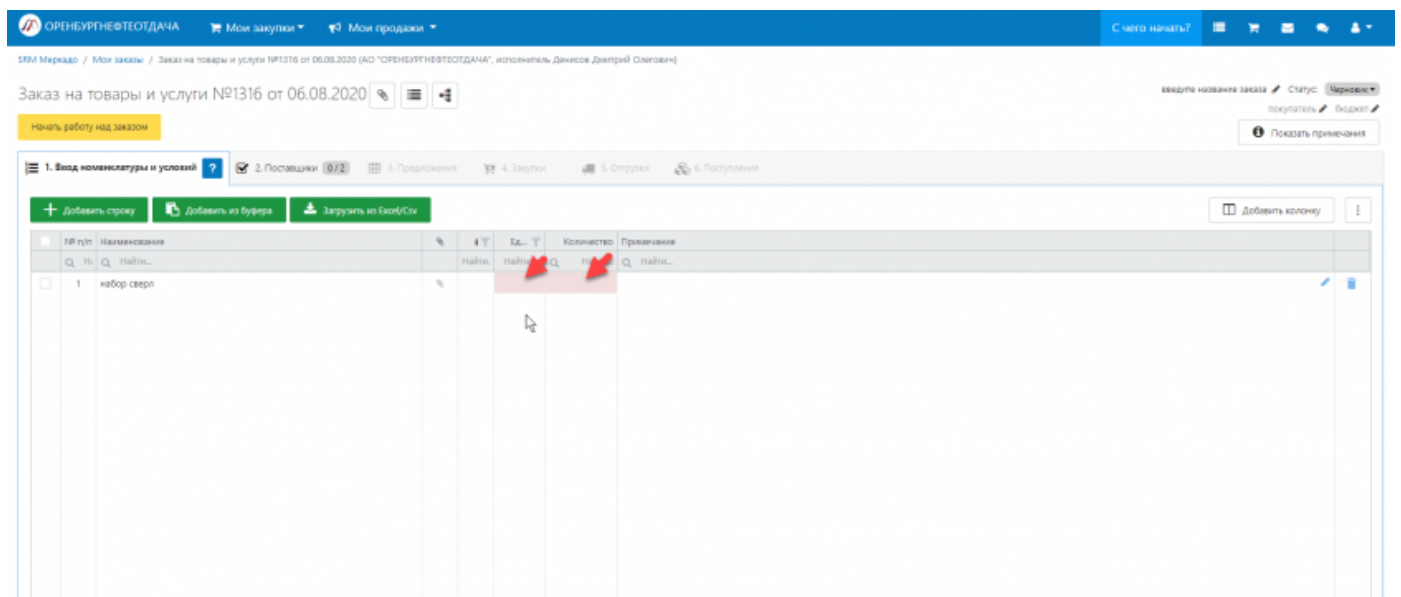 ОРЕНБУРГНЕФТЕОТДАЧА Мои закупки Мои продажи С чего начать?
SRM Меркадо / Мои заказы / Заказ на товары и услуги №1316 от 06.08.2020 (АО "ОРЕНБУРГНЕФТЕОТДАЧА", исполнитель Денисов Дмитрий Олегович)
Заказ на товары и услуги №1316 от 06.08.2020 введите название заказа Статус: Черновик
покупатель бюджет
Начать работу над заказом Показать примечания
1. Ввод номенклатуры и условий ? 2. Поставщики 0/2 3. Предложения 4. Закупки 5. Отгрузки 6. Поступления
Добавить строку Добавить из буфера Загрузить из Excel/Csv Добавить колонку
№ п/п Наименование Ед... Количество Примечание
Найти... Найти. Найти...
1 набор сверл